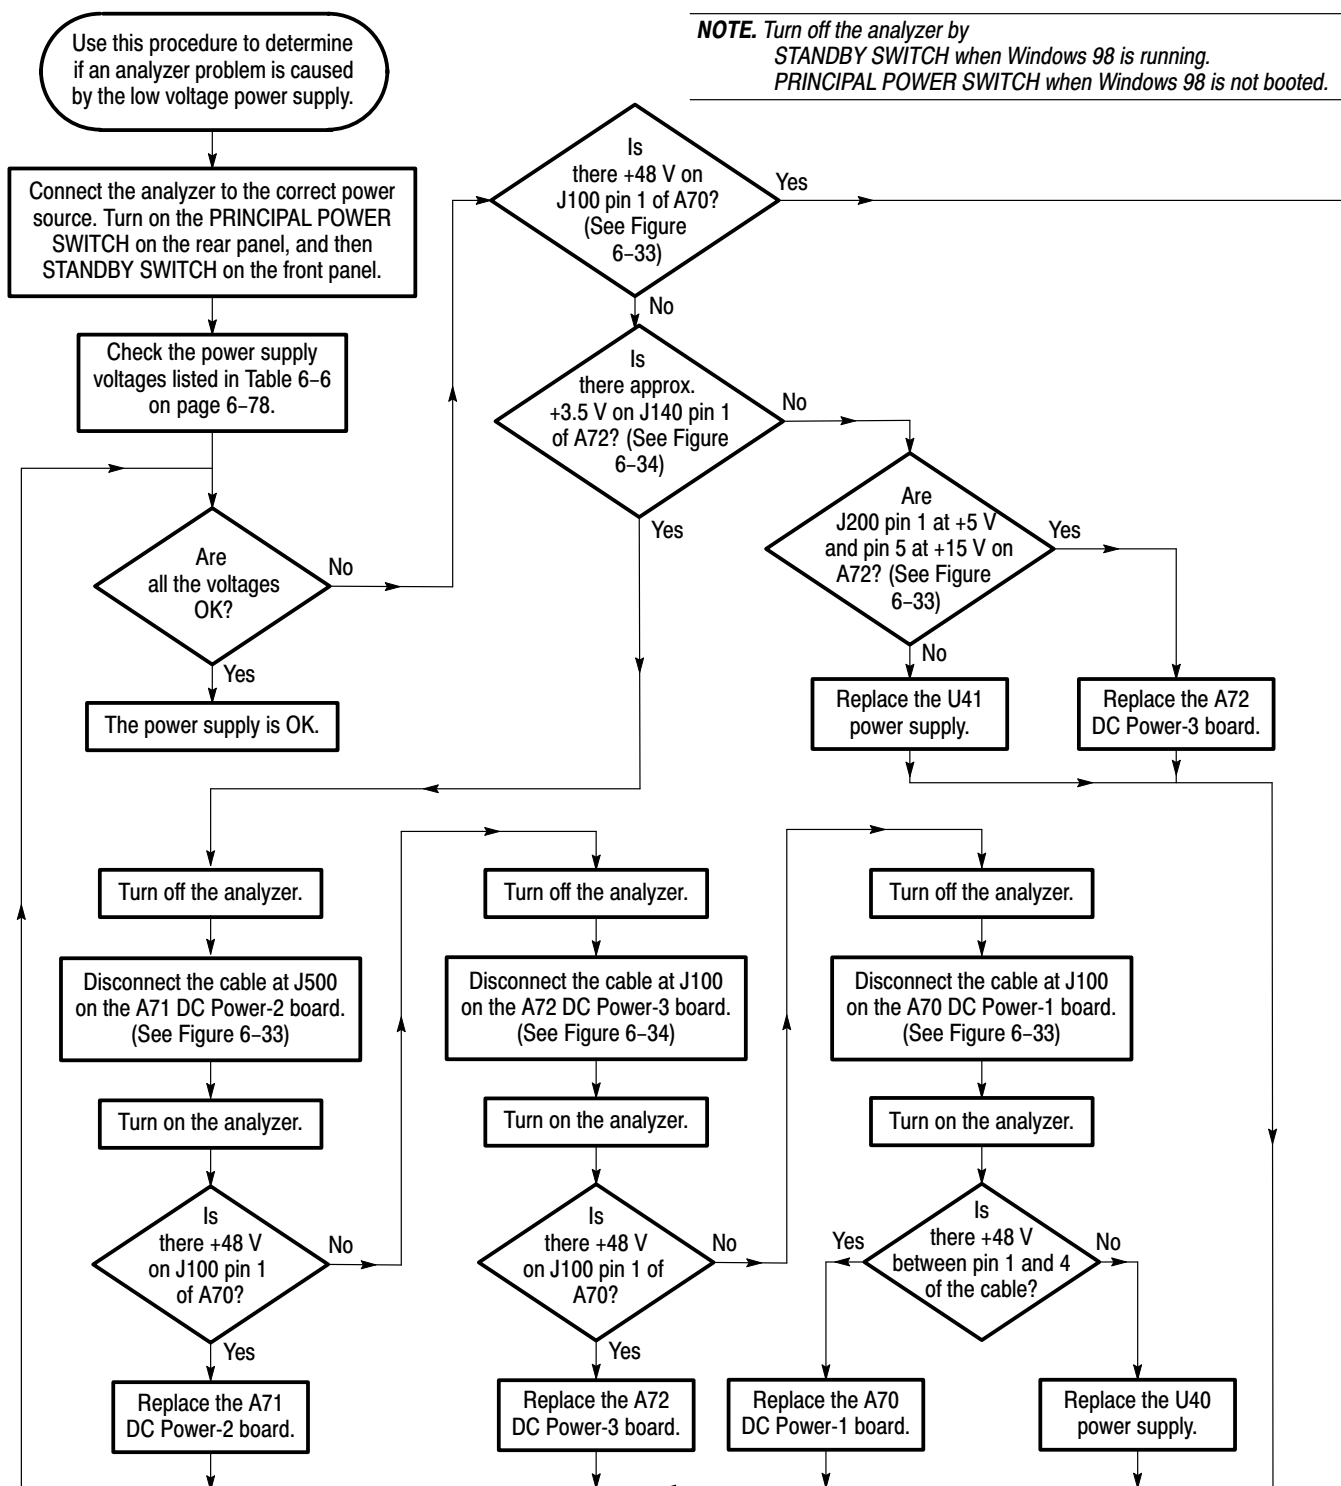 Use this procedure to determine
if an analyzer problem is caused
by the low voltage power supply.
NOTE. Turn off the analyzer by
STANDBY SWITCH when Windows 98 is running.
PRINCIPAL POWER SWITCH when Windows 98 is not booted.
Connect the analyzer to the correct power
source. Turn on the PRINCIPAL POWER
SWITCH on the rear panel, and then
STANDBY SWITCH on the front panel.
Check the power supply
voltages listed in Table 6–6
on page 6–78.
Are
all the voltages
OK?
No
Yes
The power supply is OK.
Is
there +48 V on
J100 pin 1 of A70?
(See Figure
6–33)
Yes
No
Is
there approx.
+3.5 V on J140 pin 1
of A72? (See Figure
6–34)
No
Yes
Are
J200 pin 1 at +5 V
and pin 5 at +15 V on
A72? (See Figure
6–33)
Yes
No
Replace the U41
power supply.
Replace the A72
DC Power-3 board.
Turn off the analyzer.
Disconnect the cable at J500
on the A71 DC Power-2 board.
(See Figure 6–33)
Turn on the analyzer.
Is
there +48 V
on J100 pin 1
of A70?
No
Yes
Replace the A71
DC Power-2 board.
Turn off the analyzer.
Disconnect the cable at J100
on the A72 DC Power-3 board.
(See Figure 6–34)
Turn on the analyzer.
Is
there +48 V
on J100 pin 1 of
A70?
No
Yes
Replace the A72
DC Power-3 board.
Turn off the analyzer.
Disconnect the cable at J100
on the A70 DC Power-1 board.
(See Figure 6–33)
Turn on the analyzer.
Is
there +48 V
between pin 1 and 4
of the cable?
Yes
No
Replace the A70
DC Power-1 board.
Replace the U40
power supply.